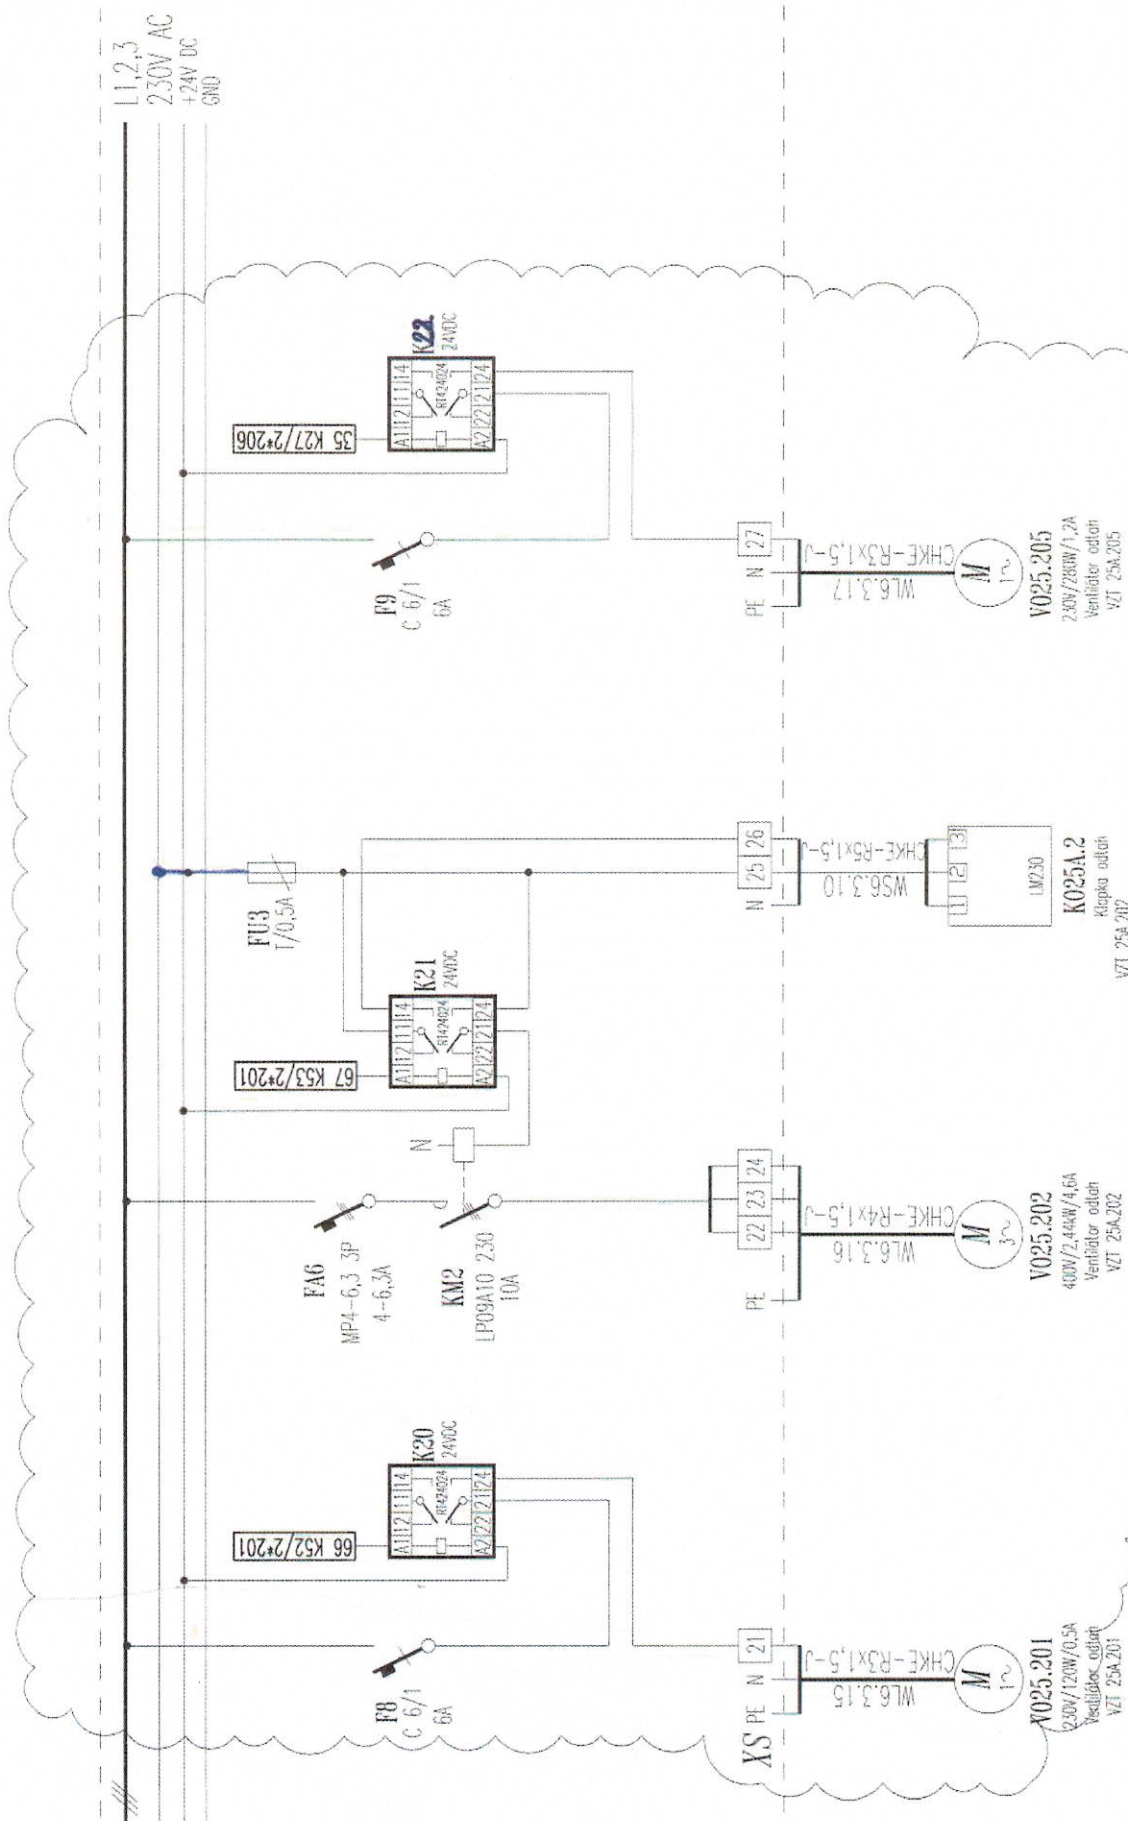 L1,2,3
230V AC
+24V DC
GND
66 K52/2*201
67 K53/2*201
35 K27/2*206
F8
C 6/1
6A
K20
24VDC
A1 12 11 14
RT424024
A2 22 21 24
FA6
MP4-6,3 3P
4-6,3A
KM2
LP09A10 230
10A
N
K21
24VDC
A1 12 11 14
RT424024
A2 22 21 24
FU3
T/0,5A
F9
C 6/1
6A
K22
24VDC
A1 12 11 14
RT424024
A2 22 21 24
XS
PE N 21
PE 22 23 24
N 25 26
PE N 27
WL6.3.15
CHKE-R3x1,5-J
WL6.3.16
CHKE-R4x1,5-J
WS6.3.10
CHKE-R5x1,5-J
WL6.3.17
CHKE-R3x1,5-J
M
1~
V025.201
230V/120W/0.5A
Ventilátor odtah
VZT 25A.201
M
3~
V025.202
400V/2,44kW/4.6A
Ventilátor odtah
VZT 25A.202
1 2 3
LM230
K025A.2
Klapka odtah
VZT 25A.202
M
1~
V025.205
230V/280W/1.2A
Ventilátor odtah
VZT 25A.205